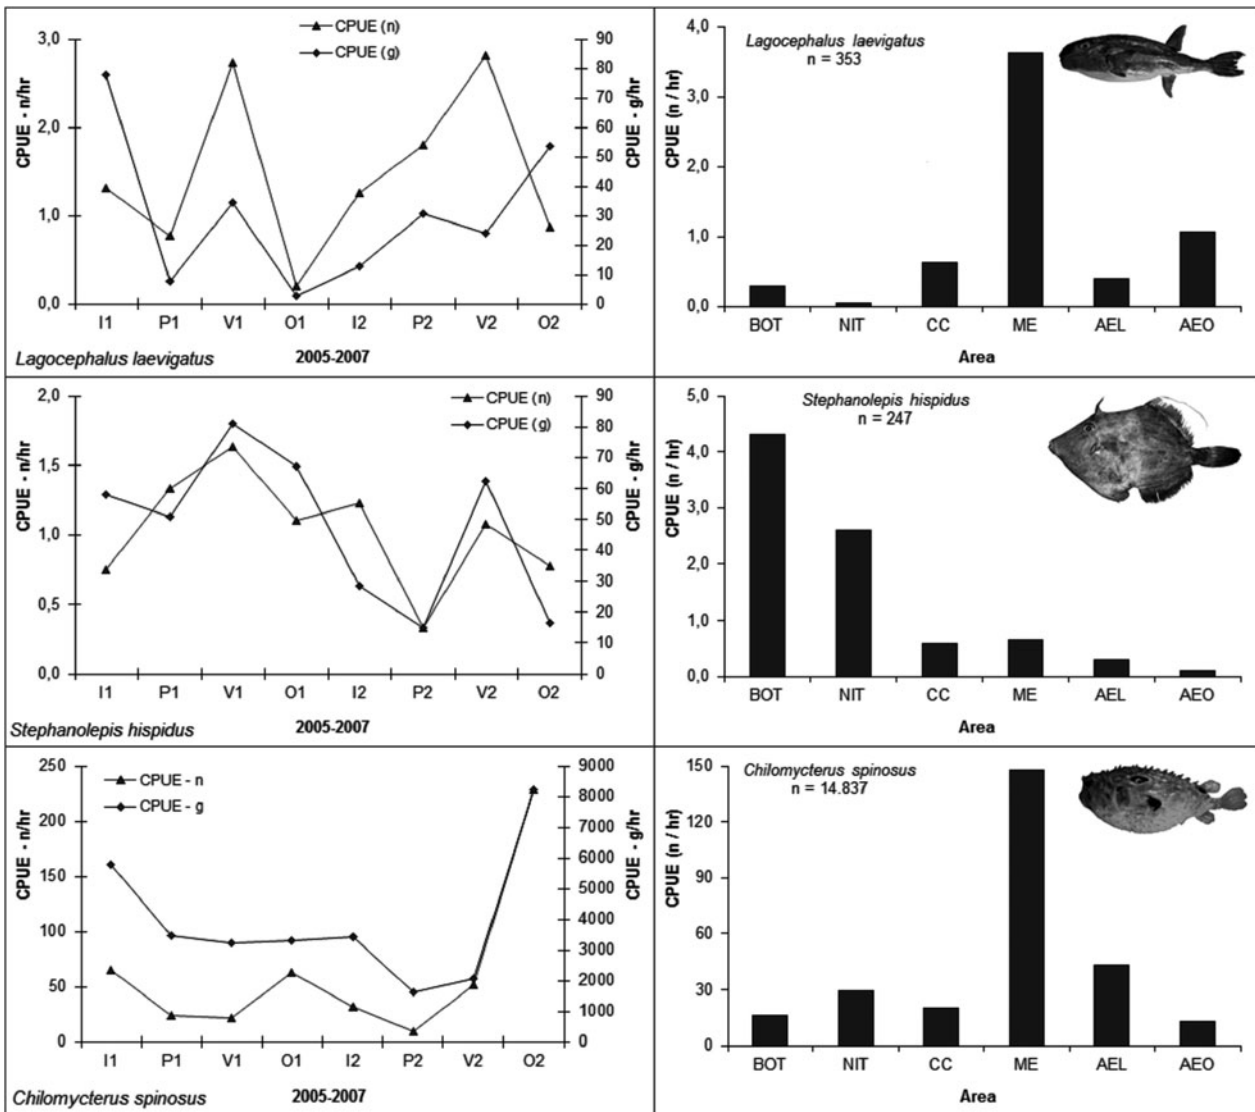 CPUE (n)
CPUE (g)
CPUE - n/hr
3,0
2,0
1,0
0,0
CPUE - g/hr
90
80
70
60
50
40
30
20
10
0
I1 P1 V1 O1 I2 P2 V2 O2
Lagocephalus laevigatus 2005-2007
Lagocephalus laevigatus
n = 353
CPUE (n / hr)
4,0
3,0
2,0
1,0
0,0
BOT NIT CC ME AEL AEO
Area
CPUE (n)
CPUE (g)
CPUE - n/hr
2,0
1,5
1,0
0,5
0,0
CPUE - g/hr
90
80
70
60
50
40
30
20
10
0
I1 P1 V1 O1 I2 P2 V2 O2
Stephanolepis hispidus 2005-2007
Stephanolepis hispidus
n = 247
CPUE (n / hr)
5,0
4,0
3,0
2,0
1,0
0,0
BOT NIT CC ME AEL AEO
Area
CPUE - n
CPUE - g
CPUE - n/hr
250
200
150
100
50
0
CPUE - g/hr
9000
8000
7000
6000
5000
4000
3000
2000
1000
0
I1 P1 V1 O1 I2 P2 V2 O2
Chilomycterus spinosus 2005-2007
Chilomycterus spinosus
n = 14.837
CPUE (n / hr)
150
120
90
60
30
0
BOT NIT CC ME AEL AEO
Area